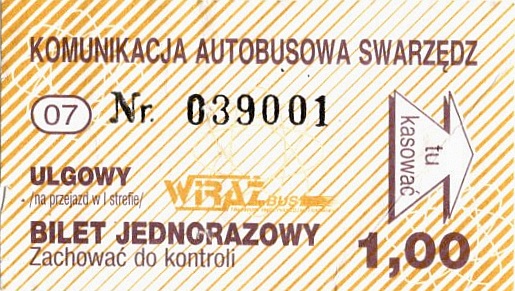 KOMUNIKACJA AUTOBUSOWA SWARZĘDZ
07 Nr. 039001
tu
kasować
ULGOWY
/na przejazd w I strefie/
WiRAŻ
BUS
BILET JEDNORAZOWY
1,00
Zachować do kontroli